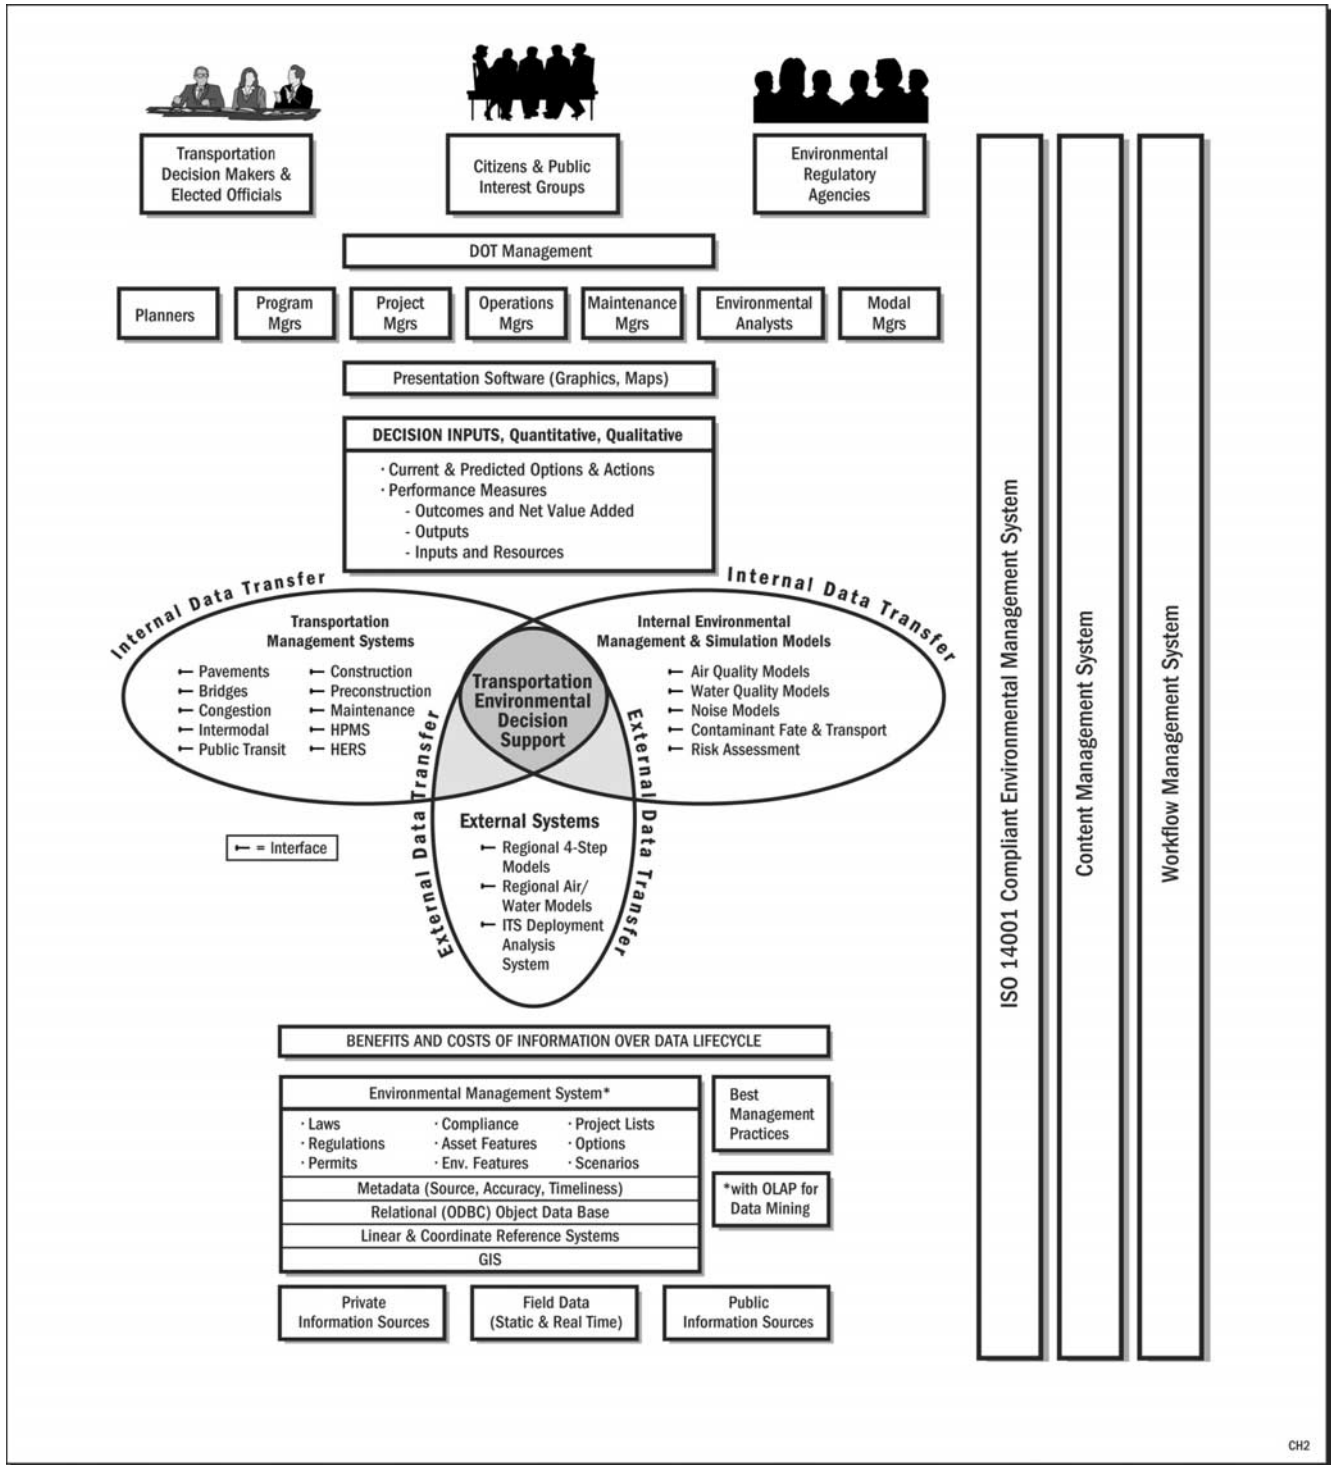 Transportation
Decision Makers &
Elected Officials
Citizens & Public
Interest Groups
Environmental
Regulatory
Agencies
DOT Management
Planners
Program
Mgrs
Project
Mgrs
Operations
Mgrs
Maintenance
Mgrs
Environmental
Analysts
Modal
Mgrs
Presentation Software (Graphics, Maps)
DECISION INPUTS, Quantitative, Qualitative
· Current & Predicted Options & Actions
· Performance Measures
- Outcomes and Net Value Added
- Outputs
- Inputs and Resources
Internal Data Transfer
Internal Data Transfer
Transportation
Management Systems
Pavements
Bridges
Congestion
Intermodal
Public Transit
Construction
Preconstruction
Maintenance
HPMS
HERS
Transportation
Environmental
Decision
Support
Internal Environmental
Management & Simulation Models
Air Quality Models
Water Quality Models
Noise Models
Contaminant Fate & Transport
Risk Assessment
External Data Transfer
External Data Transfer
External Systems
Regional 4-Step
Models
Regional Air/
Water Models
ITS Deployment
Analysis
System
= Interface
BENEFITS AND COSTS OF INFORMATION OVER DATA LIFECYCLE
Environmental Management System*
· Laws
· Regulations
· Permits
· Compliance
· Asset Features
· Env. Features
· Project Lists
· Options
· Scenarios
Metadata (Source, Accuracy, Timeliness)
Relational (ODBC) Object Data Base
Linear & Coordinate Reference Systems
GIS
Best
Management
Practices
*with OLAP for
Data Mining
Private
Information Sources
Field Data
(Static & Real Time)
Public
Information Sources
ISO 14001 Compliant Environmental Management System
Content Management System
Workflow Management System
CH2